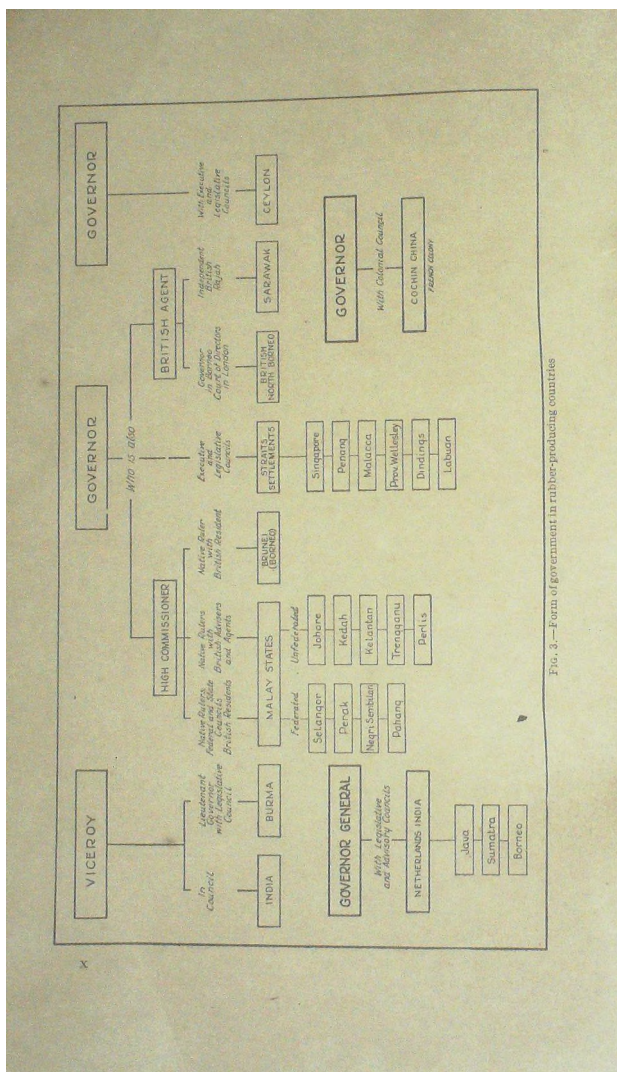 VICEROY
In
Council
INDIA
Lieutenant
Governor
with Legislative
Council
BURMA
GOVERNOR
Who is also
HIGH COMMISSIONER
Native Rulers
Federal and State
Councils
British Residents
Native Rulers
with
British Advisers
and Agents
MALAY STATES
Federated
Selangor
Perak
Negri Sembilan
Pahang
Unfederated
Johore
Kedah
Kelantan
Trengganu
Perlis
Native Ruler
with
British Resident
BRUNEI
(BORNEO)
Executive
and
Legislative
Councils
STRAITS
SETTLEMENTS
Singapore
Penang
Malacca
Prov. Wellesley
Dindings
Labuan
BRITISH AGENT
Governor
in Borneo
Court of Directors
in London
BRITISH
NORTH BORNEO
Independent
British
Rajah
SARAWAK
GOVERNOR
With Executive
and
Legislative
Councils
CEYLON
GOVERNOR GENERAL
With Legislative
and Advisory Councils
NETHERLANDS INDIA
Java
Sumatra
Borneo
GOVERNOR
With Colonial Council
COCHIN CHINA
FRENCH COLONY
FIG. 3.—Form of government in rubber-producing countries
x